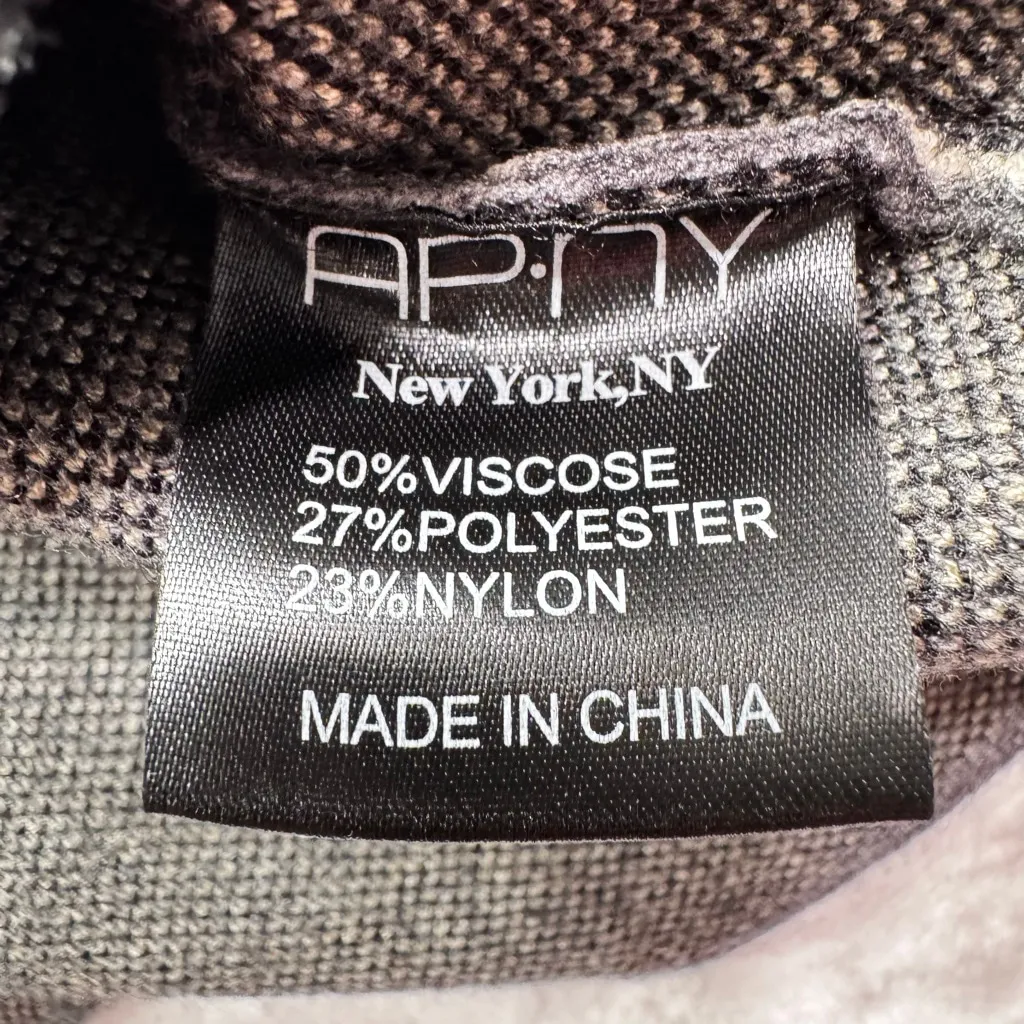 AP·NY
New York,NY
50%VISCOSE
27%POLYESTER
23%NYLON
MADE IN CHINA